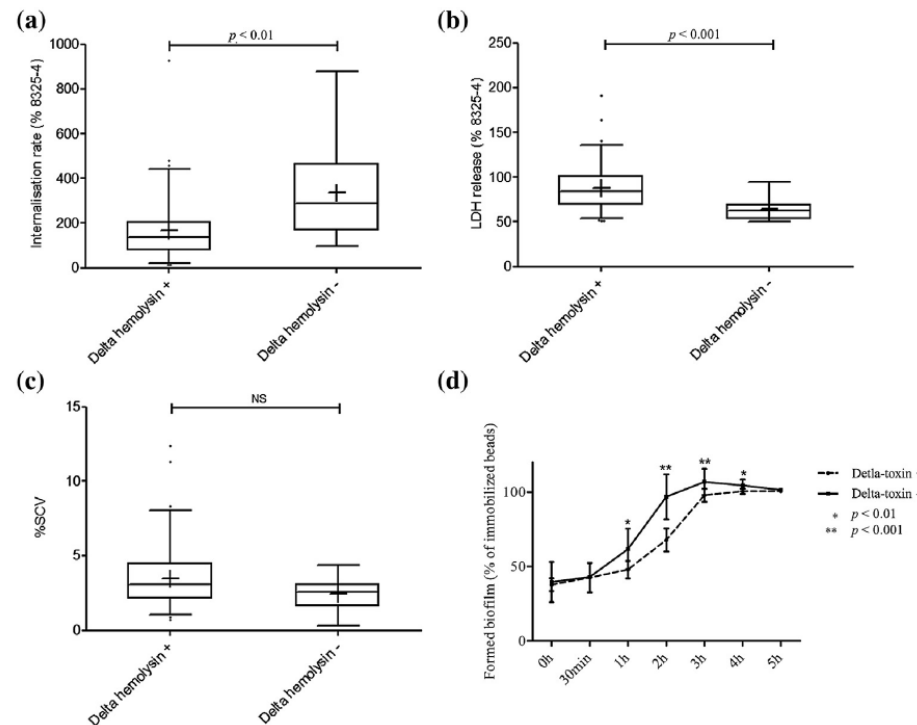 (a)
p < 0.01
Internalisation rate (% 8325-4)
1000
800
600
400
200
0
Delta hemolysin +
Delta hemolysin -
(b)
p < 0.001
LDH release (% 8325-4)
250
200
150
100
50
0
Delta hemolysin +
Delta hemolysin -
(c)
NS
%SCV
15
10
5
0
Delta hemolysin +
Delta hemolysin -
(d)
Formed biofilm (% of immobilized beads)
100
50
0
** ** * *
0h
30min
1h
2h
3h
4h
5h
Detla-toxin
Delta-toxin
* p < 0.01
** p < 0.001